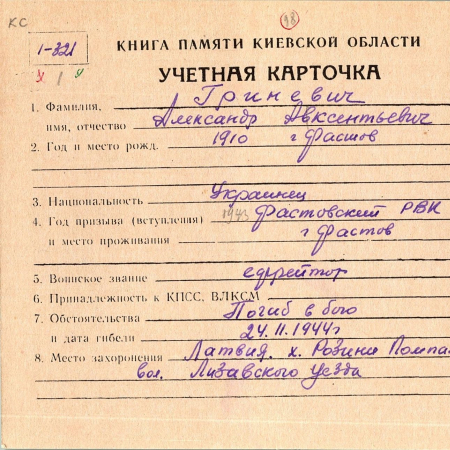 КС
98
1-321
У 1 У
КНИГА ПАМЯТИ КИЕВСКОЙ ОБЛАСТИ
УЧЕТНАЯ КАРТОЧКА
1. Фамилия, Гриневич
имя, отчество Александр Авксентьевич
2. Год и место рожд. 1910 г Фастов
3. Национальность Украинец
4. Год призыва (вступления) 1943 Фастовский РВК
и место проживания г Фастов
5. Воинское звание ефрейтор
6. Принадлежность к КПСС, ВЛКСМ
7. Обстоятельства Погиб в бою
и дата гибели 24.11.1944г
8. Место захоронения Латвия, х. Розини Помпа
вол. Лизавского уезда